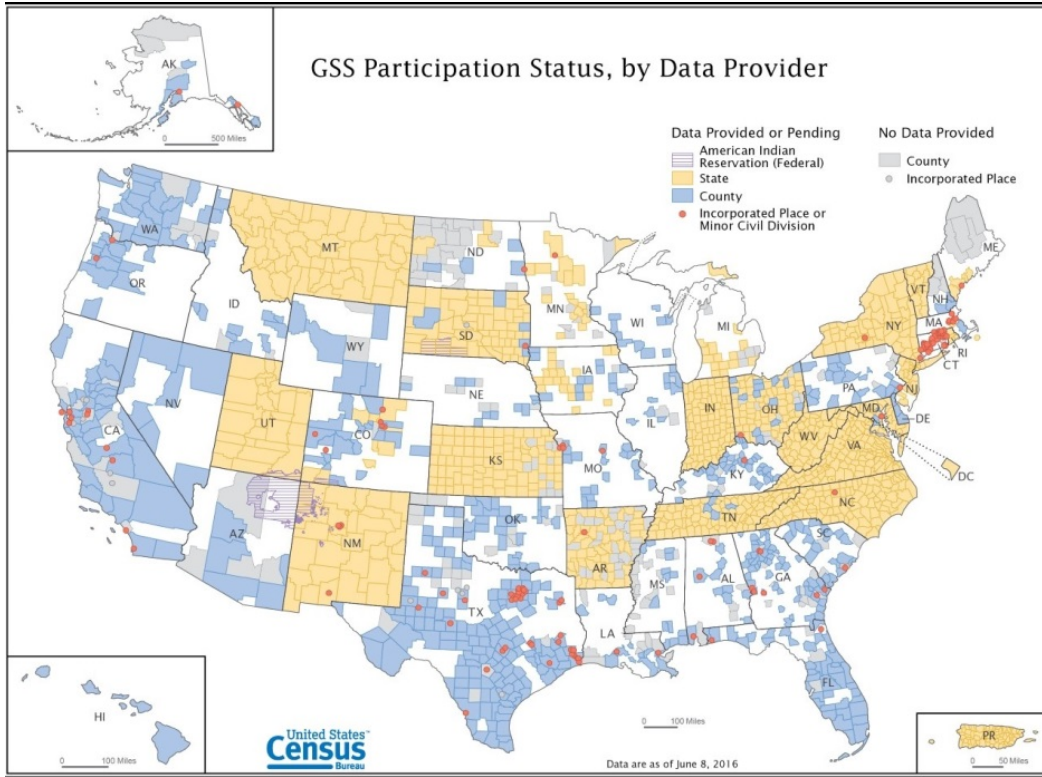 GSS Participation Status, by Data Provider
AK
0 500 Miles
Data Provided or Pending
American Indian
Reservation (Federal)
State
County
Incorporated Place or
Minor Civil Division
No Data Provided
County
Incorporated Place
WA
MT
ND
ME
OR
ID
MN
VT
NH
WI
NY
MA
SD
MI
WY
RI
CT
IA
PA
NE
NJ
NV
OH
IN
MD
DE
UT
IL
CA
CO
WV
VA
KS
MO
KY
DC
NC
TN
OK
AZ
NM
AR
SC
MS
AL
GA
TX
LA
FL
HI
0 100 Miles
United States™
Census
Bureau
0 100 Miles
Data are as of June 8, 2016
PR
0 50 Miles